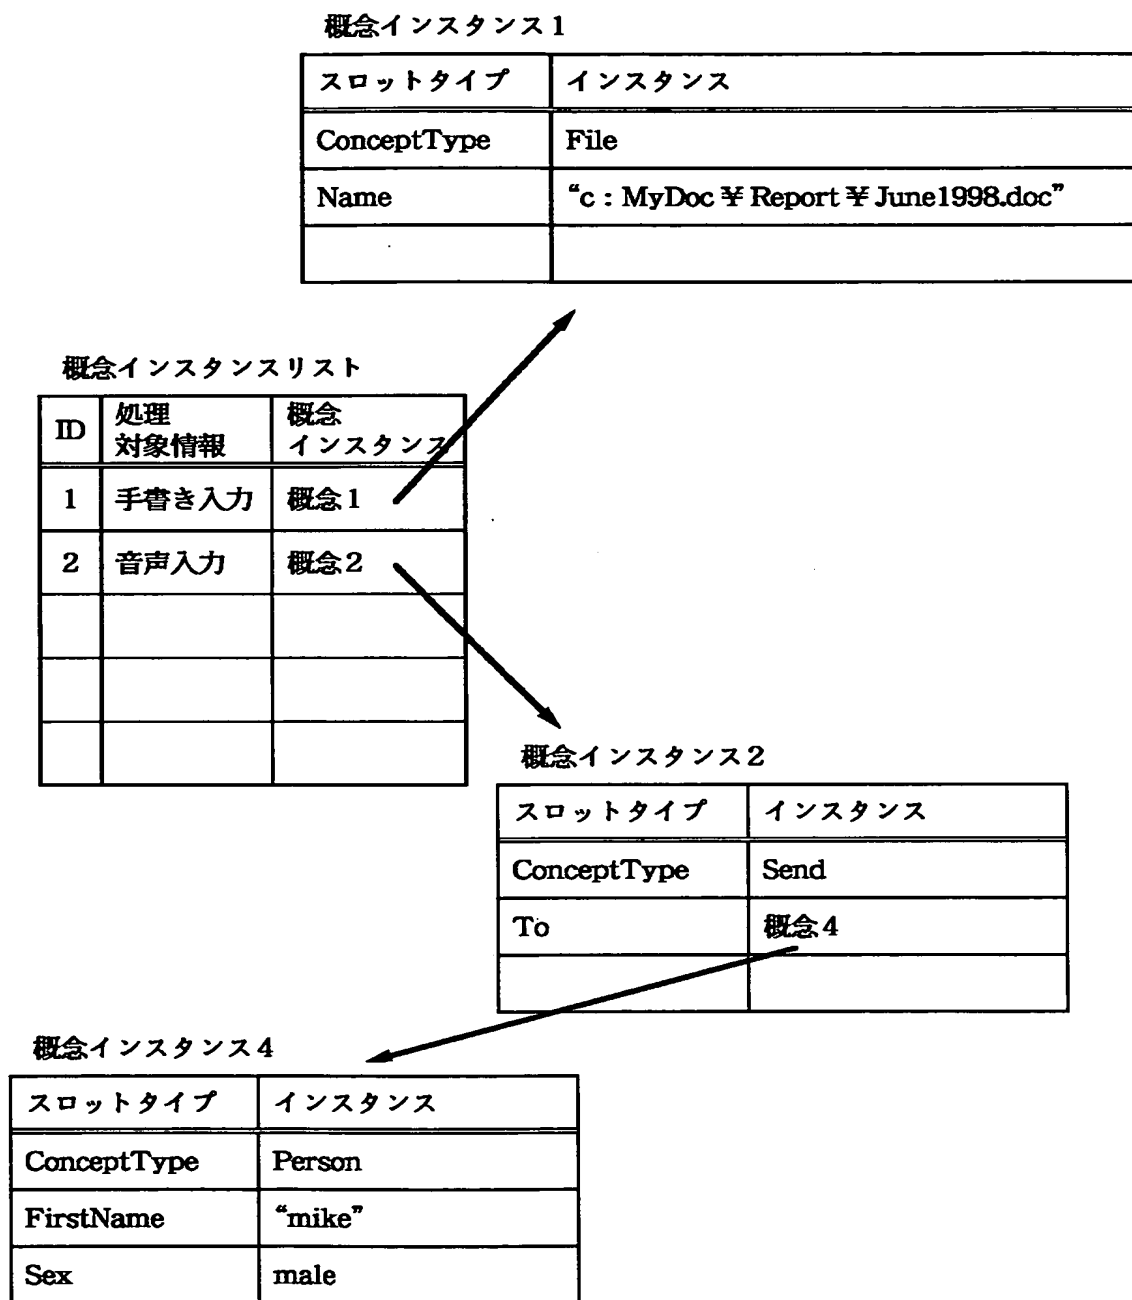 概念インスタンス1
スロットタイプ インスタンス
ConceptType File
Name “c : MyDoc ¥ Report ¥ June1998.doc”
概念インスタンスリスト
ID 処理 概念
対象情報 インスタンス
1 手書き入力 概念1
2 音声入力 概念2
概念インスタンス2
スロットタイプ インスタンス
ConceptType Send
To 概念4
概念インスタンス4
スロットタイプ インスタンス
ConceptType Person
FirstName “mike”
Sex male